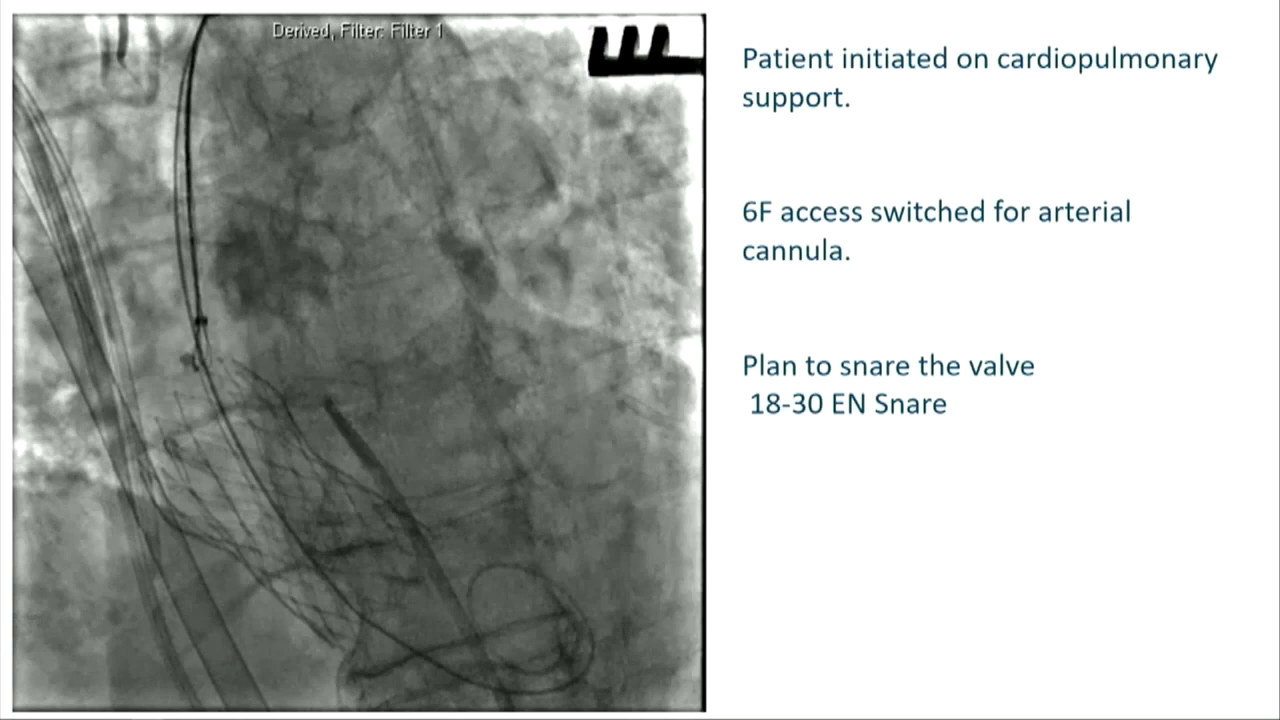 Derived, Filter: Filter 1
Patient initiated on cardiopulmonary
support.
6F access switched for arterial
cannula.
Plan to snare the valve
18-30 EN Snare